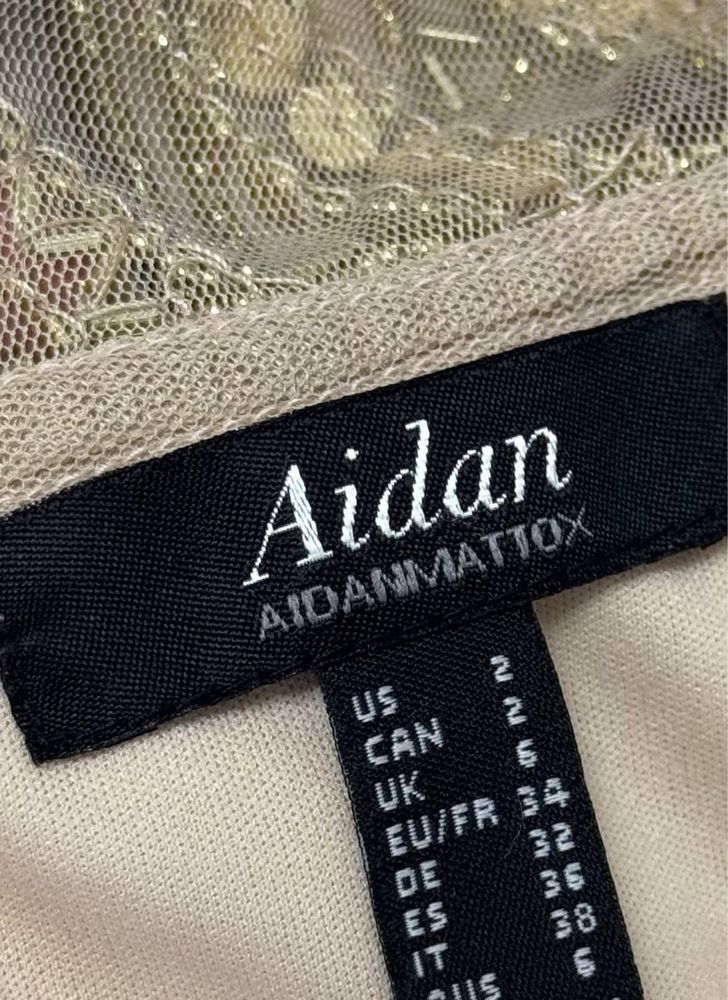 Aidan
AIDANMATTOX
US 2
CAN 2
UK 6
EU/FR 34
DE 32
ES 36
IT 38
AUS 6